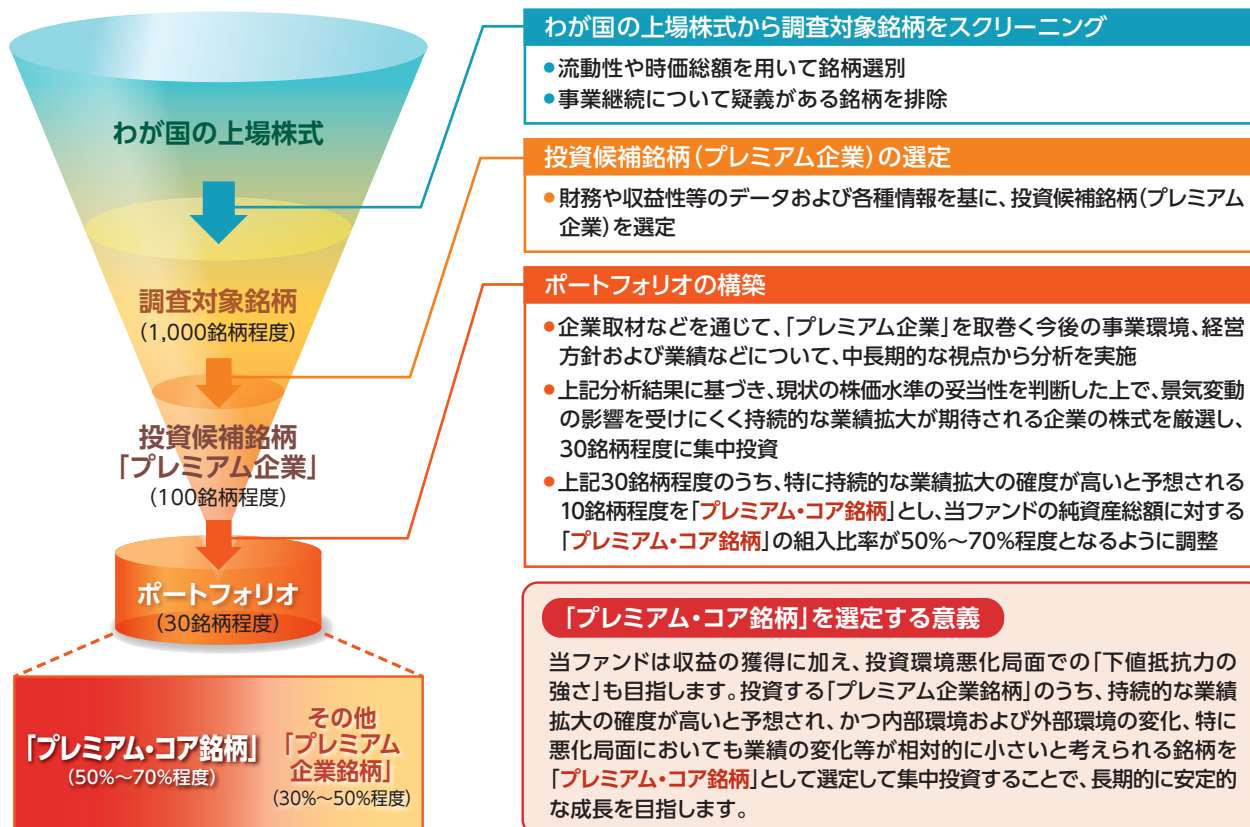 わが国の上場株式
調査対象銘柄
(1,000銘柄程度)
投資候補銘柄
「プレミアム企業」
(100銘柄程度)
ポートフォリオ
(30銘柄程度)
「プレミアム・コア銘柄」
(50%~70%程度)
その他
「プレミアム
企業銘柄」
(30%~50%程度)
わが国の上場株式から調査対象銘柄をスクリーニング
●流動性や時価総額を用いて銘柄選別
●事業継続について疑義がある銘柄を排除
投資候補銘柄(プレミアム企業)の選定
●財務や収益性等のデータおよび各種情報を基に、投資候補銘柄(プレミアム
企業)を選定
ポートフォリオの構築
●企業取材などを通じて、「プレミアム企業」を取巻く今後の事業環境、経営
方針および業績などについて、中長期的な視点から分析を実施
●上記分析結果に基づき、現状の株価水準の妥当性を判断した上で、景気変動
の影響を受けにくく持続的な業績拡大が期待される企業の株式を厳選し、
30銘柄程度に集中投資
●上記30銘柄程度のうち、特に持続的な業績拡大の確度が高いと予想される
10銘柄程度を「プレミアム・コア銘柄」とし、当ファンドの純資産総額に対する
「プレミアム・コア銘柄」の組入比率が50%~70%程度となるように調整
「プレミアム・コア銘柄」を選定する意義
当ファンドは収益の獲得に加え、投資環境悪化局面での「下値抵抗力の
強さ」も目指します。投資する「プレミアム企業銘柄」のうち、持続的な業績
拡大の確度が高いと予想され、かつ内部環境および外部環境の変化、特に
悪化局面においても業績の変化等が相対的に小さいと考えられる銘柄を
「プレミアム・コア銘柄」として選定して集中投資することで、長期的に安定的
な成長を目指します。